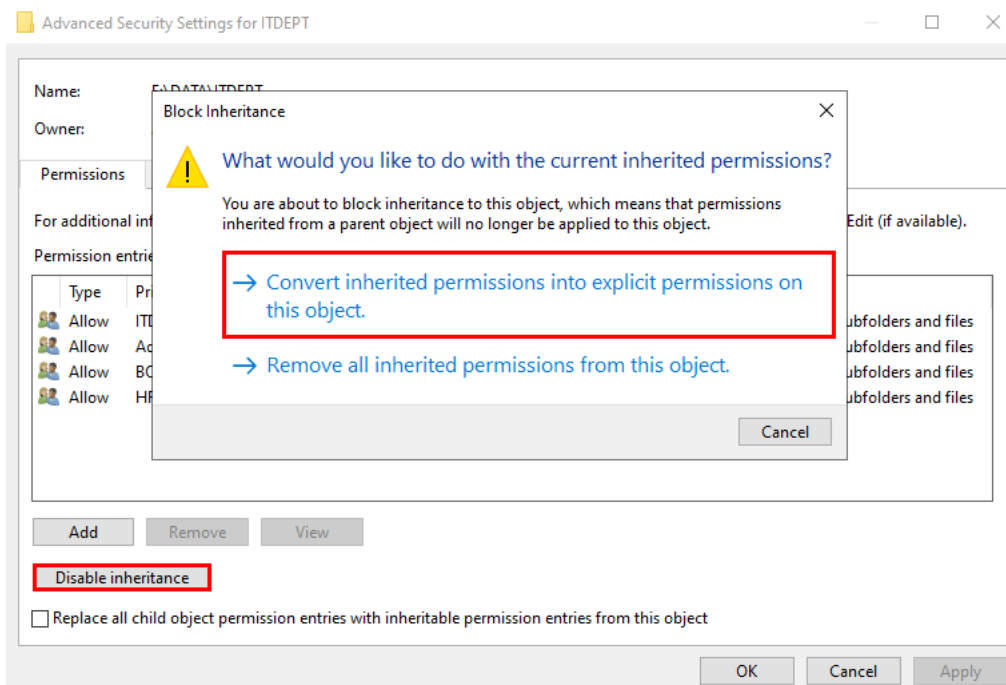 Advanced Security Settings for ITDEPT
Name:
Owner:
Block Inheritance
What would you like to do with the current inherited permissions?
You are about to block inheritance to this object, which means that permissions
inherited from a parent object will no longer be applied to this object.
Permissions
For additional inf
Edit (if available).
Permission entrie
Convert inherited permissions into explicit permissions on
this object.
Type Pri
Allow ITD ubfolders and files
Allow Ad ubfolders and files
Allow ubfolders and files
Allow ubfolders and files
Remove all inherited permissions from this object.
Cancel
Add Remove View
Disable inheritance
Replace all child object permission entries with inheritable permission entries from this object
OK Cancel Apply